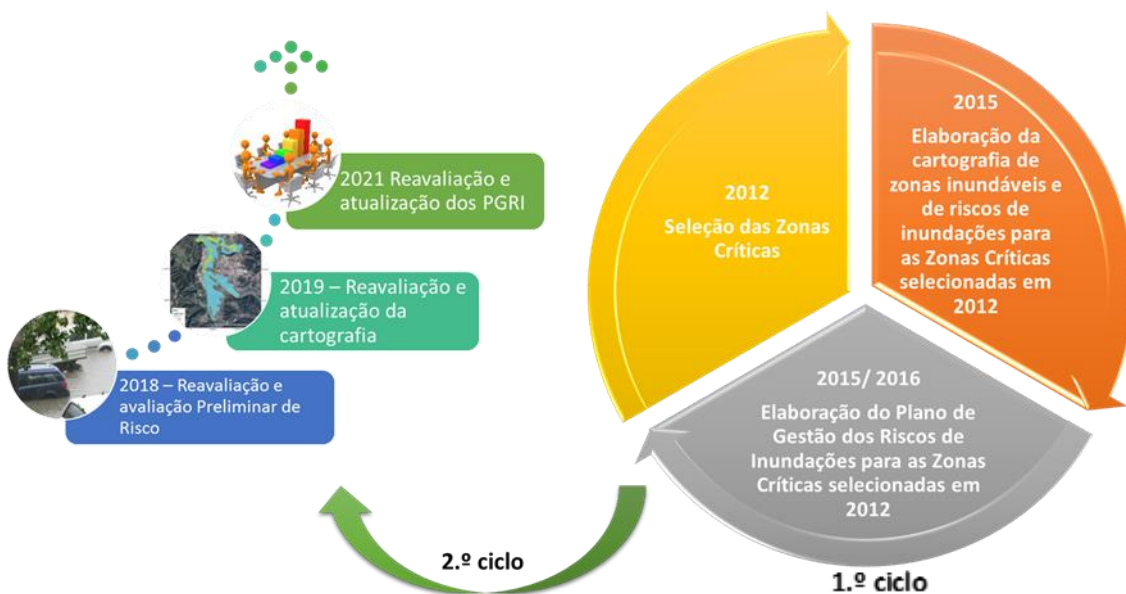 2021 Reavaliação e
atualização dos PGRI
2019 – Reavaliação e
atualização da
cartografia
2018 – Reavaliação e
avaliação Preliminar de
Risco
2.º ciclo
2012
Seleção das Zonas
Críticas
2015
Elaboração da
cartografia de
zonas inundáveis e
de riscos de
inundações para
as Zonas Críticas
selecionadas em
2012
2015/ 2016
Elaboração do Plano de
Gestão dos Riscos de
Inundações para as Zonas
Críticas selecionadas em
2012
1.º ciclo